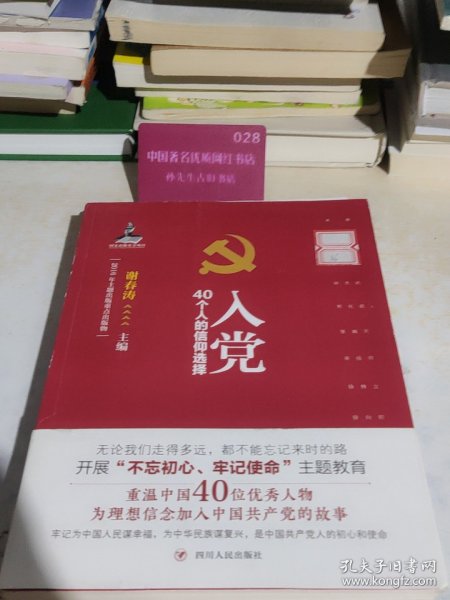 028
中国著名优质网红书店
孙先生古旧书店
入党
40个人的信仰选择
谢春涛
主编
2016年主题出版重点出版物
无论我们走得多远，都不能忘记来时的路
开展“不忘初心、牢记使命”主题教育
重温中国40位优秀人物
为理想信念加入中国共产党的故事
牢记为中国人民谋幸福，为中华民族谋复兴，是中国共产党人的初心和使命
四川人民出版社
孔夫子旧书网